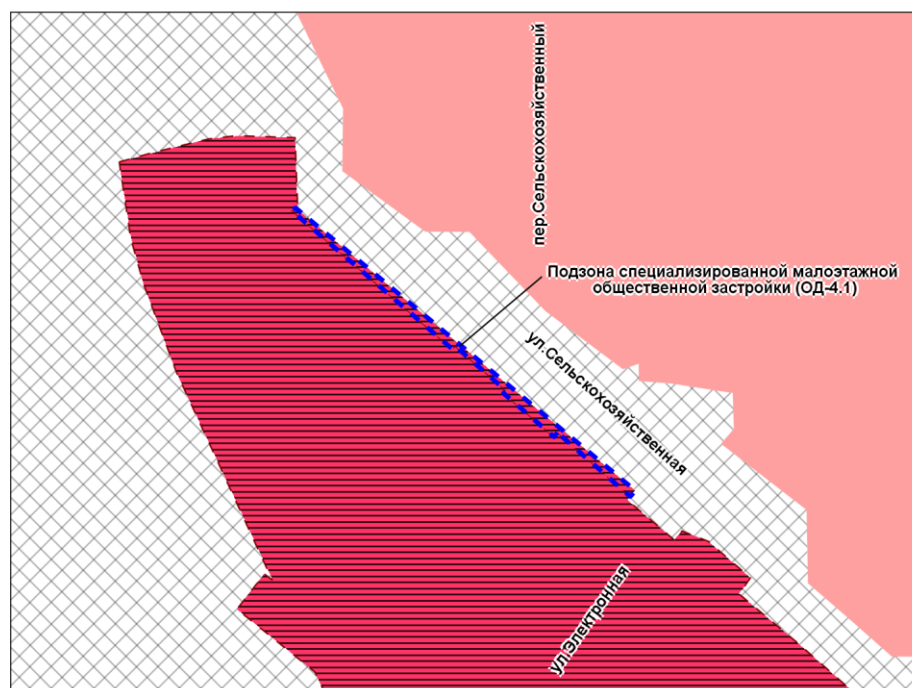 пер.Сельскохозяйственный
Подзона специализированной малоэтажной
общественной застройки (ОД-4.1)
ул.Сельскохозяйственная
ул.Электронная